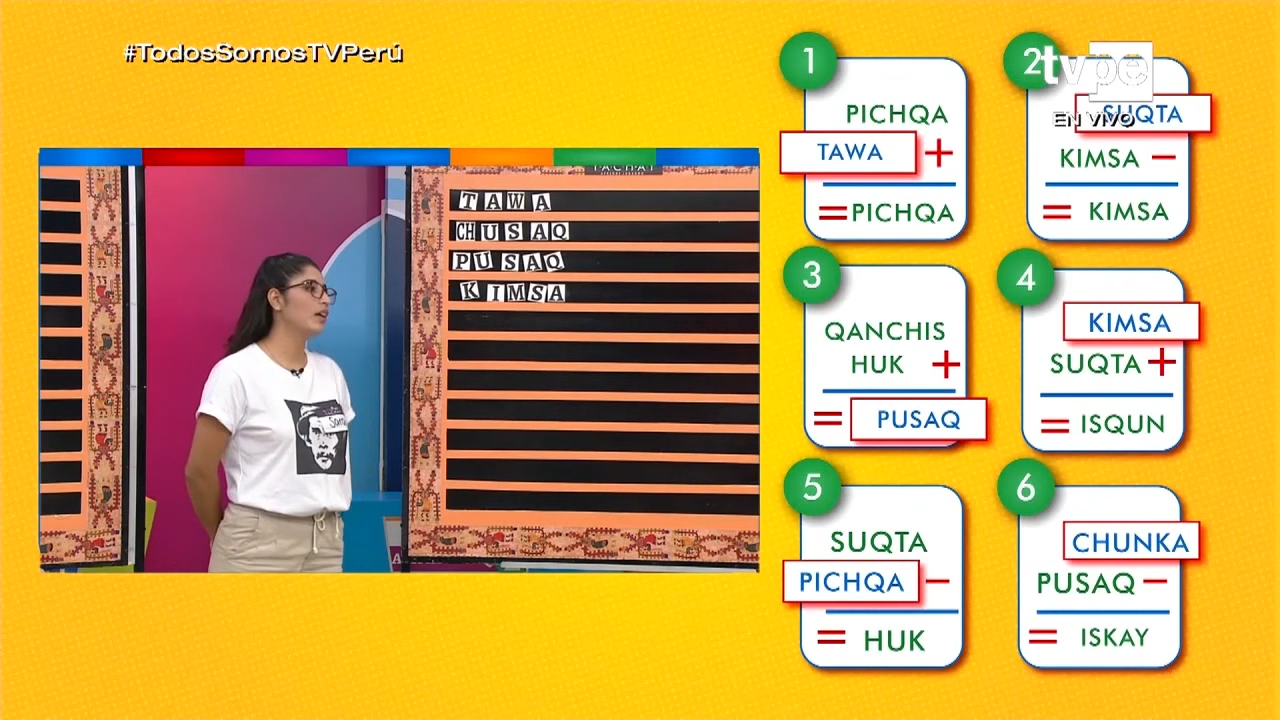 #TodosSomosTVPerú
tvpe
EN VIVO
TAWA
CHUSAQ
PUSAQ
KIMSA
1
PICHQA
TAWA +
= PICHQA
2
SUQTA
KIMSA −
= KIMSA
3
QANCHIS
HUK +
= PUSAQ
4
KIMSA
SUQTA +
= ISQUN
5
SUQTA
PICHQA −
= HUK
6
CHUNKA
PUSAQ −
= ISKAY